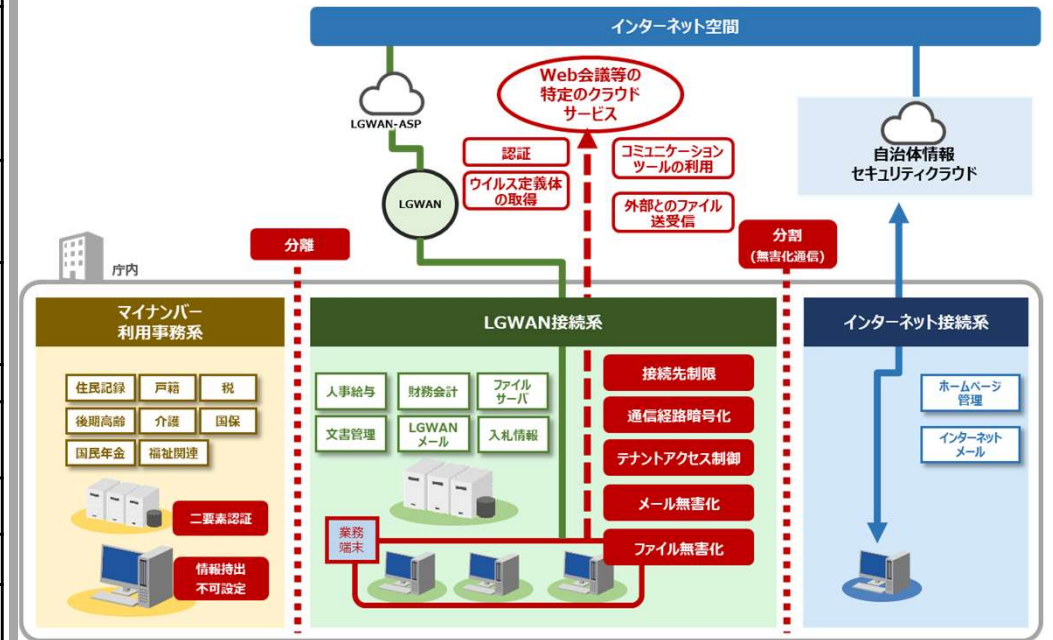 インターネット空間
Web会議等の
特定のクラウド
サービス
LGWAN-ASP
認証
コミュニケーション
ツールの利用
ウイルス定義体
の取得
外部とのファイル
送受信
LGWAN
自治体情報
セキュリティクラウド
分離
分割
(無害化通信)
庁内
マイナンバー
利用事務系
住民記録
戸籍
税
後期高齢
介護
国保
国民年金
福祉関連
二要素認証
情報持出
不可設定
LGWAN接続系
人事給与
財務会計
ファイル
サーバ
文書管理
LGWAN
メール
入札情報
接続先制限
通信経路暗号化
テナントアクセス制御
メール無害化
ファイル無害化
業務
端末
インターネット接続系
ホームページ
管理
インターネット
メール